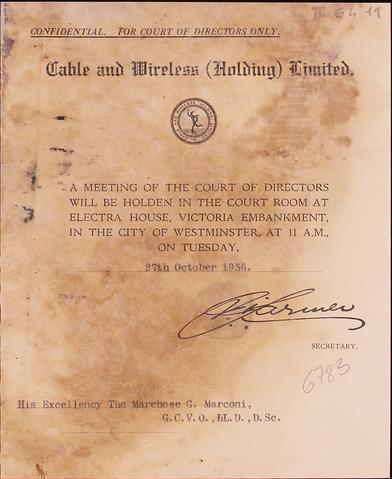 CONFIDENTIAL. FOR COURT OF DIRECTORS ONLY.
Cable and Wireless (Holding) Limited.
A MEETING OF THE COURT OF DIRECTORS
WILL BE HOLDEN IN THE COURT ROOM AT
ELECTRA HOUSE, VICTORIA EMBANKMENT,
IN THE CITY OF WESTMINSTER, AT 11 A.M.,
ON TUESDAY,
27th October 1936.
SECRETARY.
6783
His Excellency The Marchese G. Marconi,
G.C.V.O.,LL.D.,D.Sc.